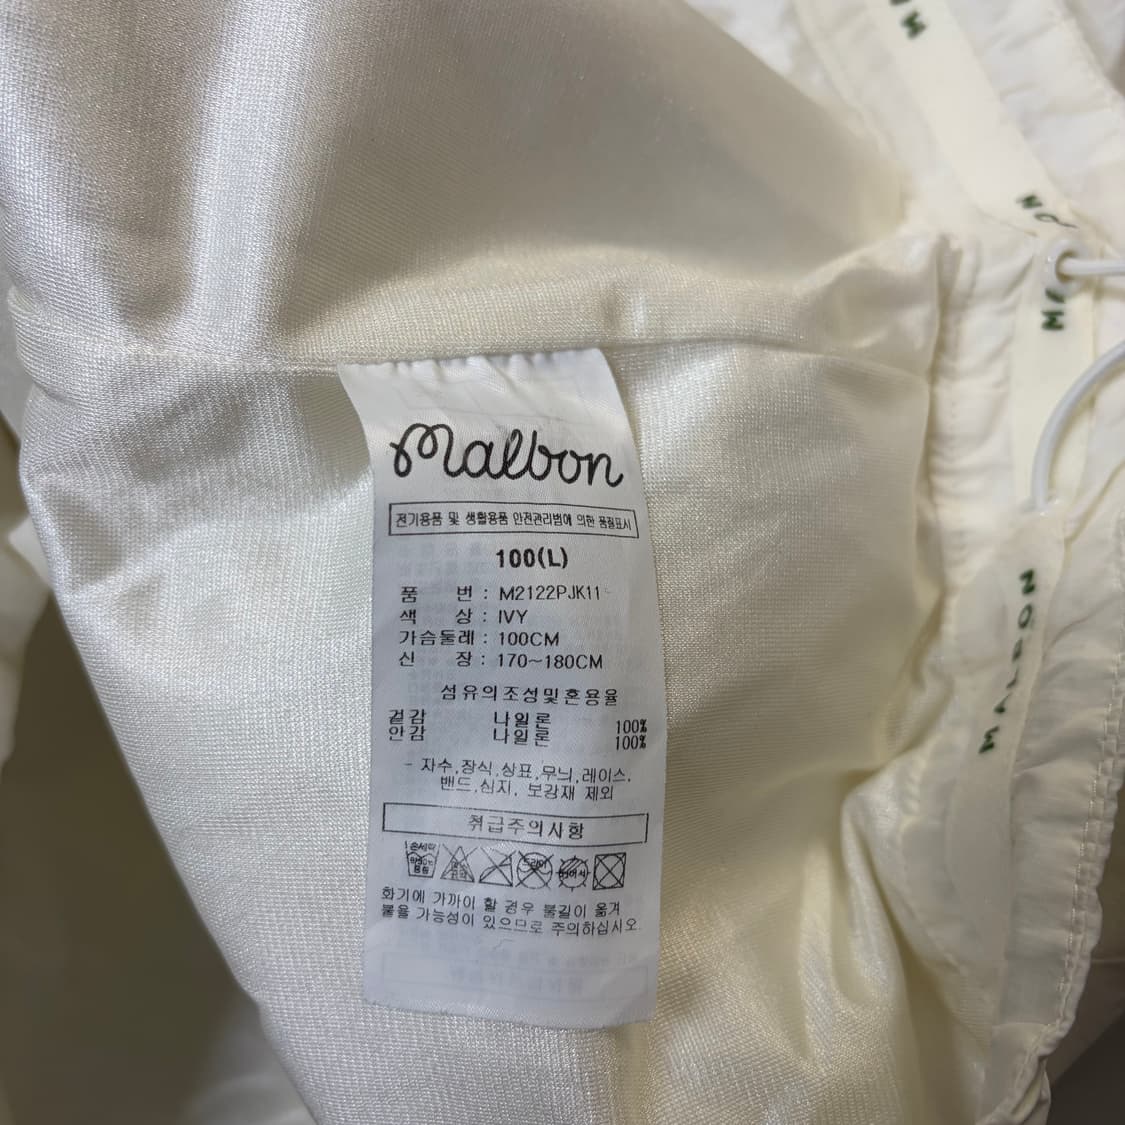 Malbon
전기용품 및 생활용품 안전관리법에 의한 품질표시
100(L)
품 번 : M2122PJK11
색 상 : IVY
가슴둘레 : 100CM
신 장 : 170~180CM
섬유의조성및혼용율
겉감 나일론 100%
안감 나일론 100%
- 자수,장식,상표,무늬,레이스,
밴드,심지, 보강재 제외
취급주의사항
손세탁
드라이
화기에 가까이 할 경우 불길이 옮겨
붙을 가능성이 있으므로 주의하십시오.
MALBON